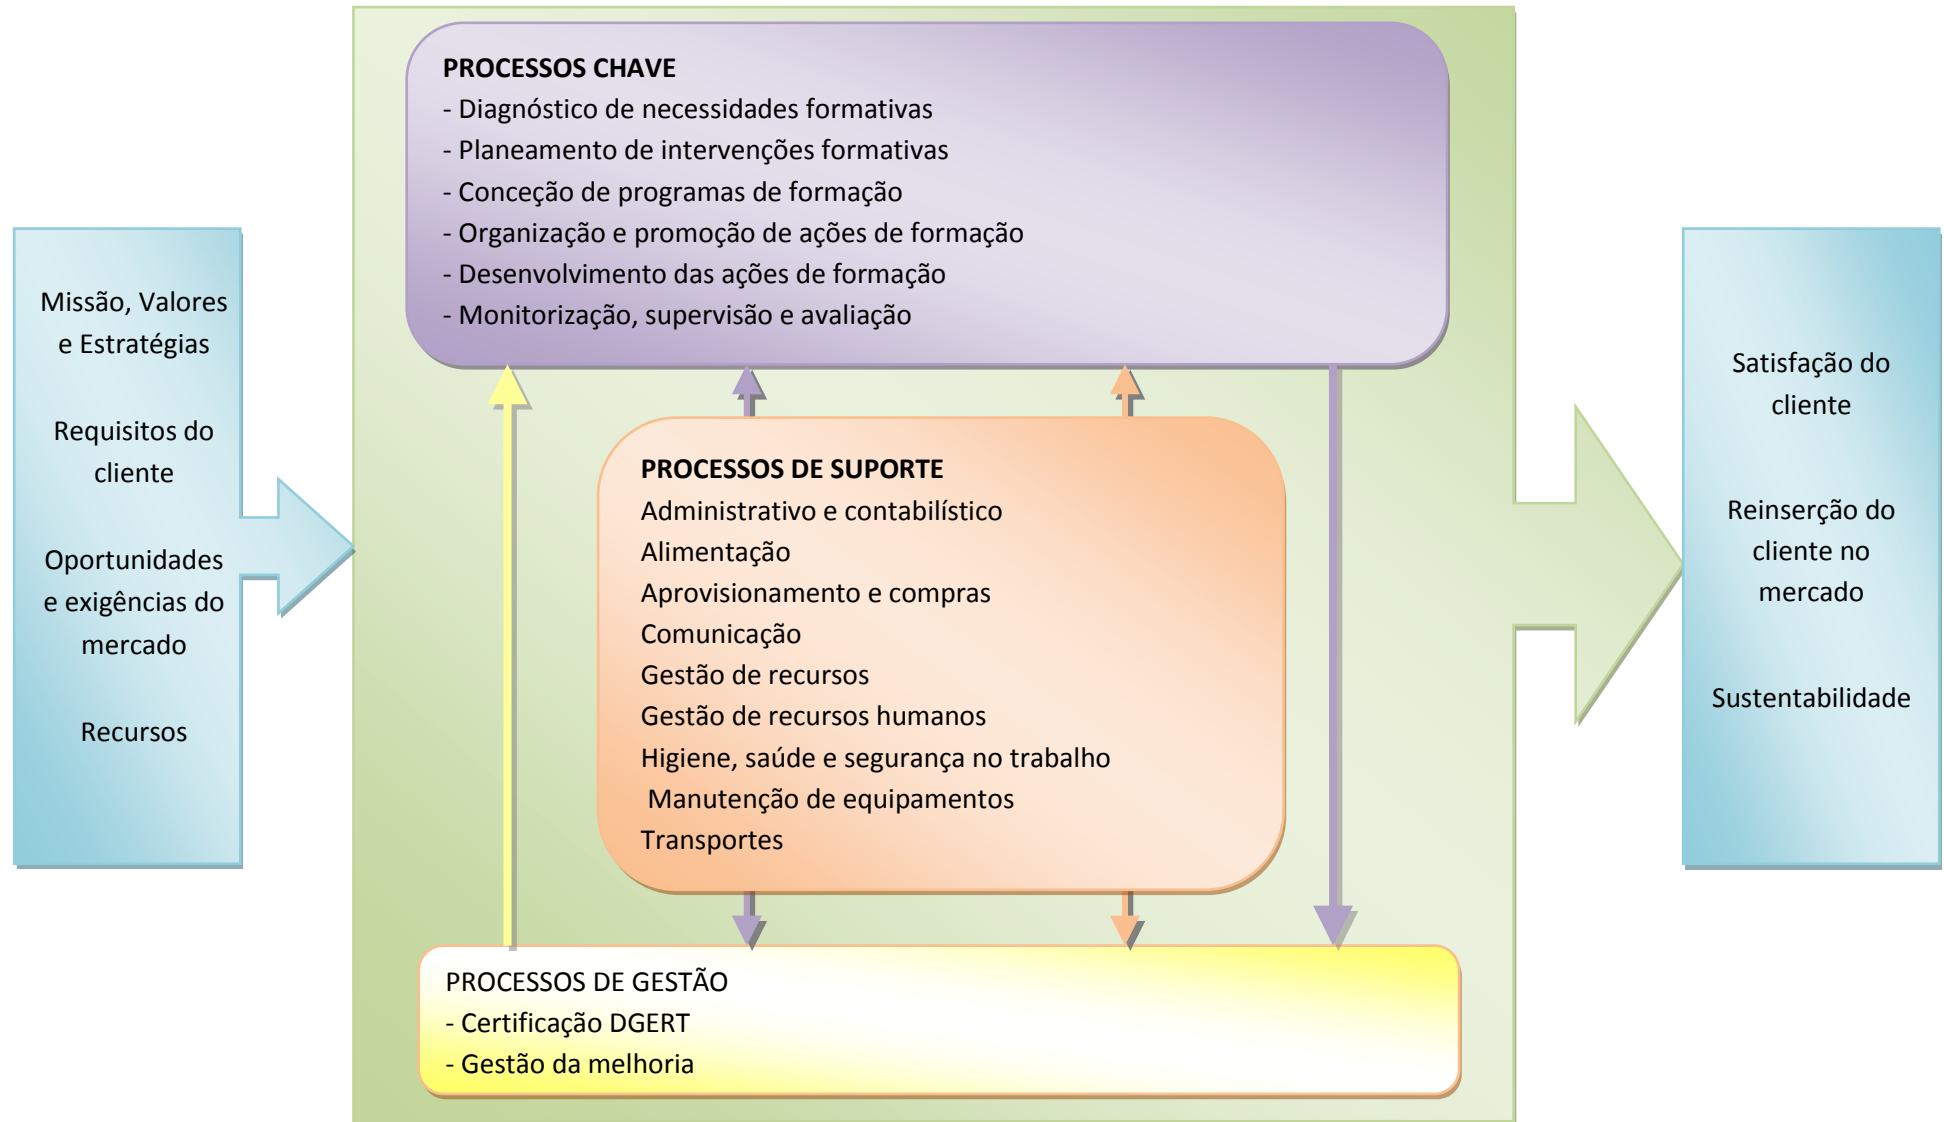 Missão, Valores
e Estratégias
Requisitos do
cliente
Oportunidades
e exigências do
mercado
Recursos
PROCESSOS CHAVE
- Diagnóstico de necessidades formativas
- Planeamento de intervenções formativas
- Conceção de programas de formação
- Organização e promoção de ações de formação
- Desenvolvimento das ações de formação
- Monitorização, supervisão e avaliação
PROCESSOS DE SUPORTE
Administrativo e contabilístico
Alimentação
Aprovisionamento e compras
Comunicação
Gestão de recursos
Gestão de recursos humanos
Higiene, saúde e segurança no trabalho
Manutenção de equipamentos
Transportes
PROCESSOS DE GESTÃO
- Certificação DGERT
- Gestão da melhoria
Satisfação do
cliente
Reinserção do
cliente no
mercado
Sustentabilidade